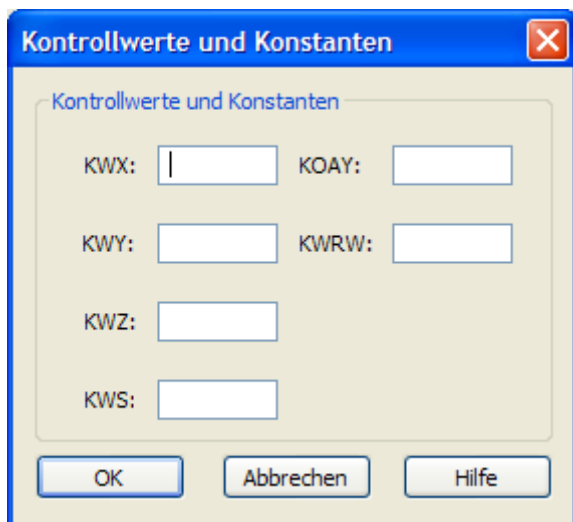 Kontrollwerte und Konstanten
Kontrollwerte und Konstanten
KWX: KOAY:
KWY: KWRW:
KWZ:
KWS:
OK Abbrechen Hilfe